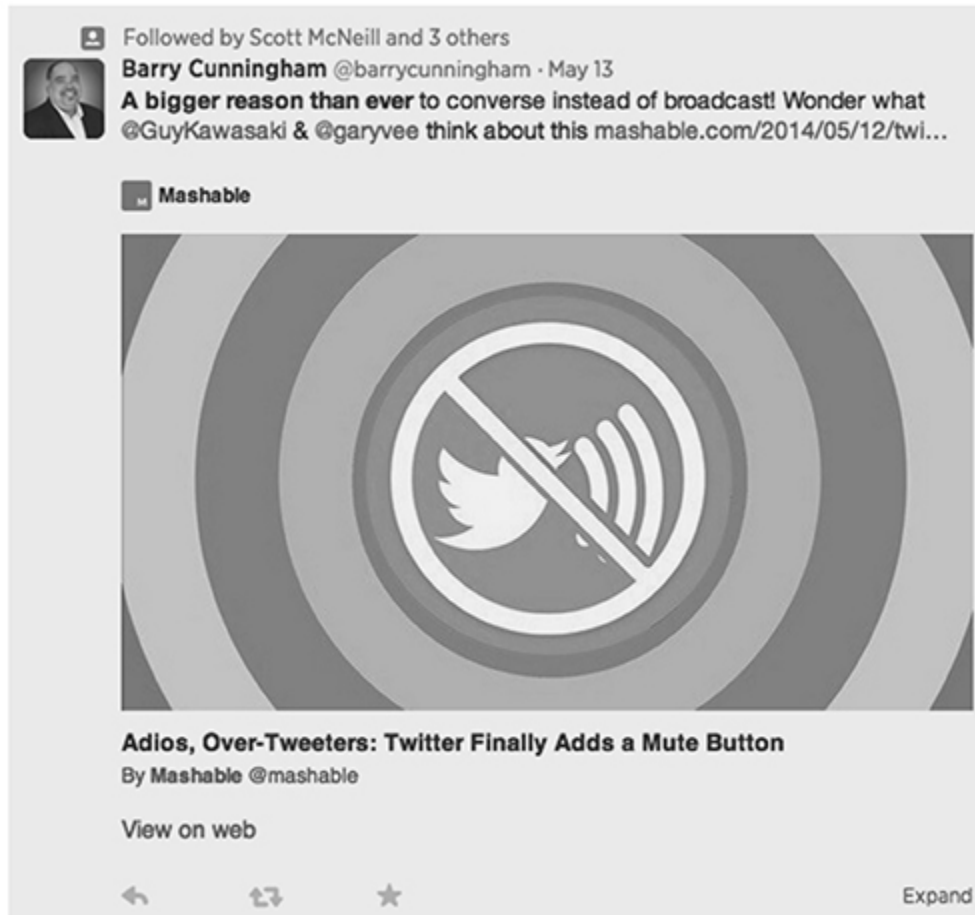 Followed by Scott McNeill and 3 others
Barry Cunningham @barrycunningham · May 13
A bigger reason than ever to converse instead of broadcast! Wonder what
@GuyKawasaki & @garyvee think about this mashable.com/2014/05/12/twi...
M
Mashable
Adios, Over-Tweeters: Twitter Finally Adds a Mute Button
By Mashable @mashable
View on web
Expand